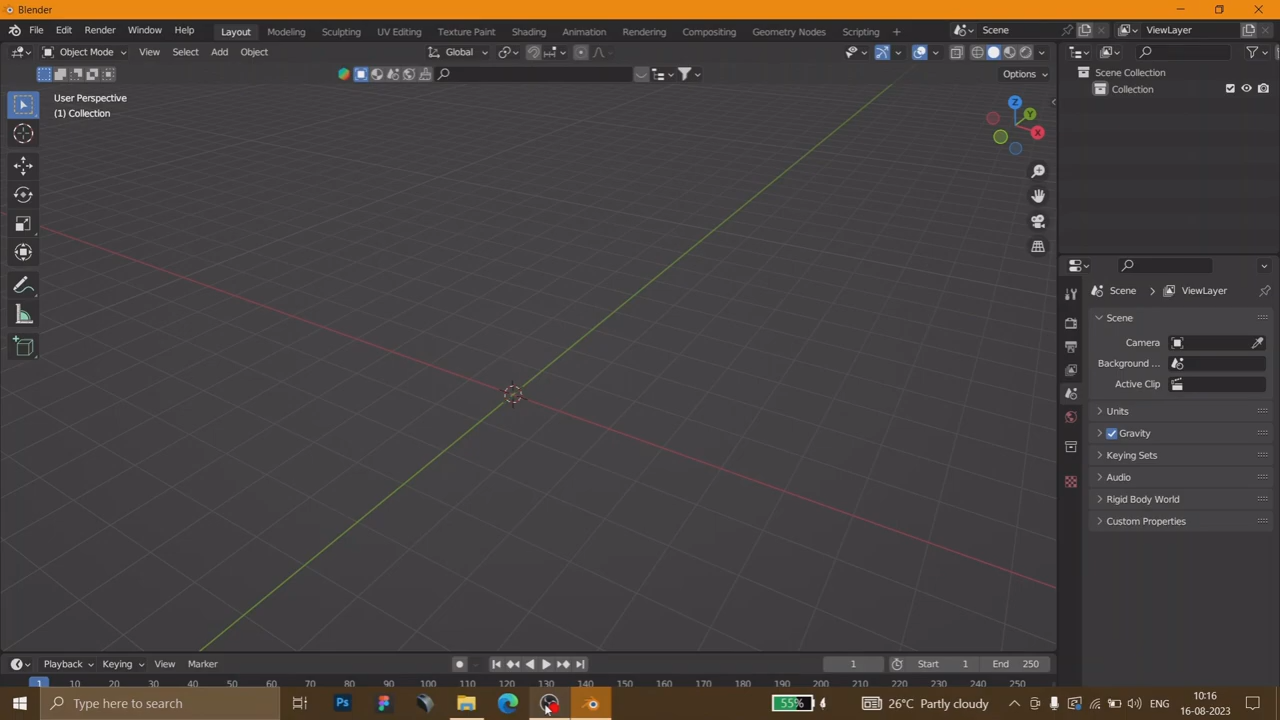 Blender
File Edit Render Window Help Layout Modeling Sculpting UV Editing Texture Paint Shading Animation Rendering Compositing Geometry Nodes Scripting + Scene ViewLayer
Object Mode View Select Add Object Global
Options
User Perspective
(1) Collection
Z
Y
X
Scene Collection
Collection
Scene > ViewLayer
Scene
Camera
Background ...
Active Clip
Units
Gravity
Keying Sets
Audio
Rigid Body World
Custom Properties
Playback Keying View Marker 1 Start 1 End 250
1 10 20 30 40 50 60 70 80 90 100 110 120 130 140 150 160 170 180 190 200 210 220 230 240 250
Type here to search Ps 55% 4 26°C Partly cloudy 10:16
16-08-2023